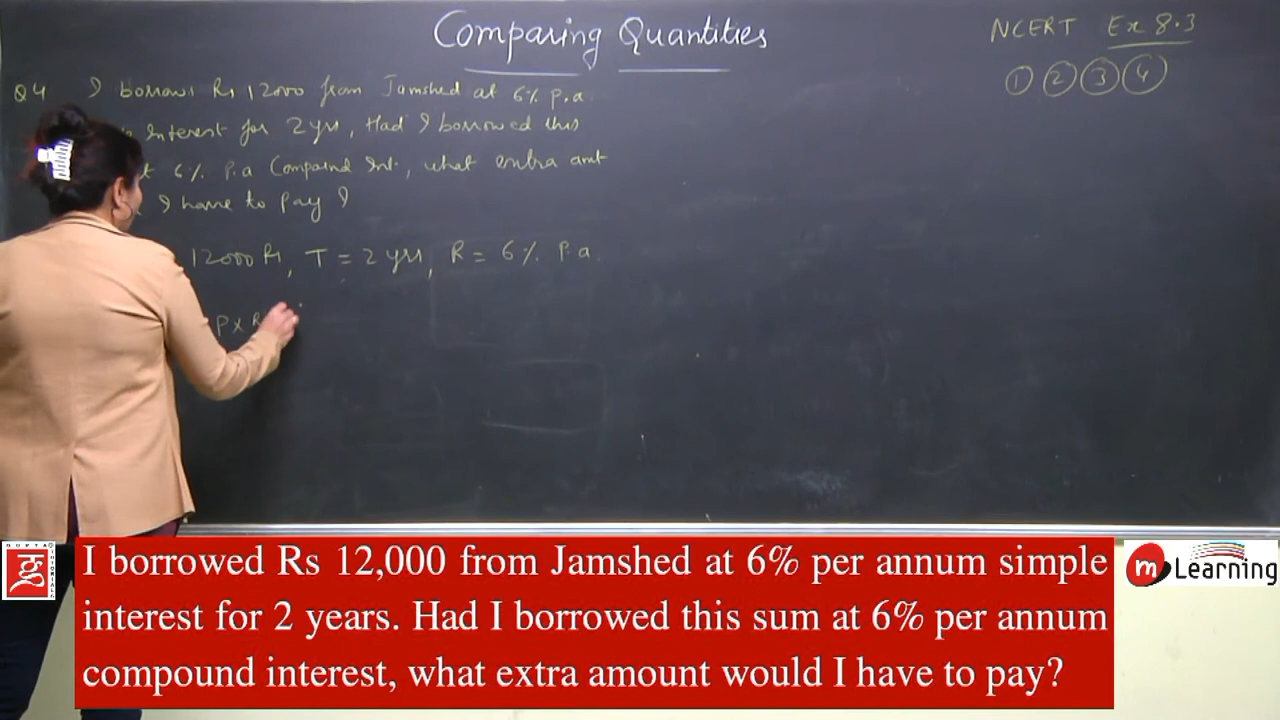 Comparing Quantities
NCERT Ex 8.3
1 2 3 4
Q4 I borrows Rs 12000 from Jamshed at 6% p.a.
Interest for 2 yrs, Had I borrowed this
6% P.a Compound Int., what extra amt
I have to pay ?
12000 Rs, T = 2 yrs, R = 6% P.a.
P x R
I borrowed Rs 12,000 from Jamshed at 6% per annum simple
interest for 2 years. Had I borrowed this sum at 6% per annum
compound interest, what extra amount would I have to pay?
GUPTA
m Learning